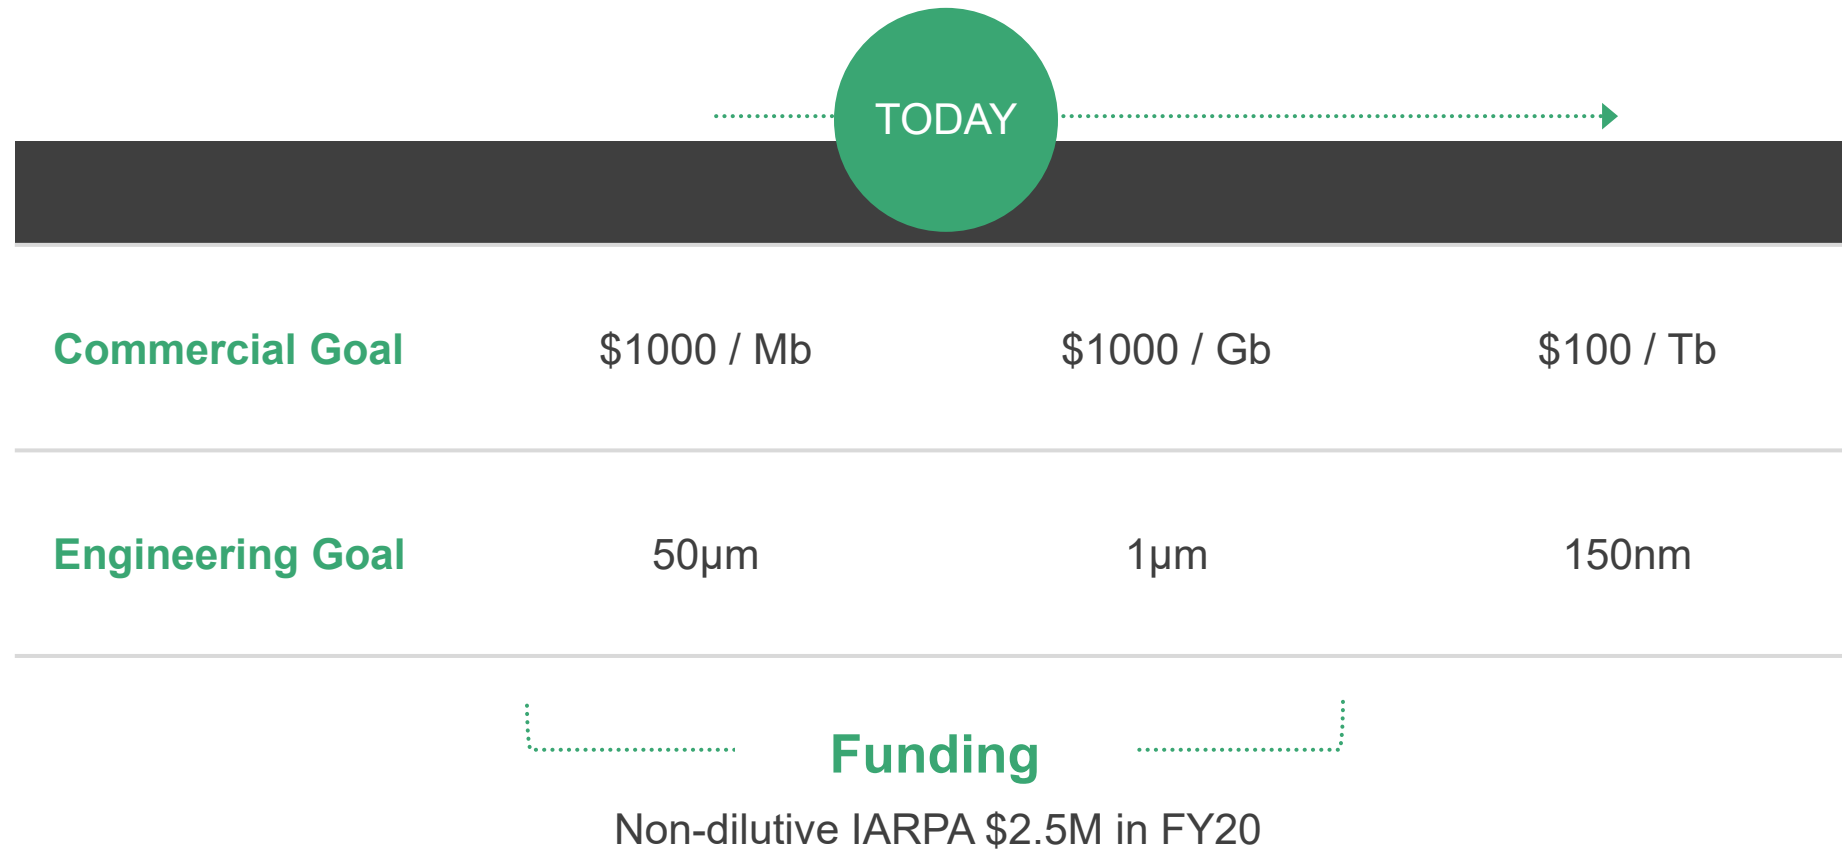 TODAY
Commercial Goal $1000 / Mb $1000 / Gb $100 / Tb
Engineering Goal 50µm 1µm 150nm
Funding
Non-dilutive IARPA $2.5M in FY20